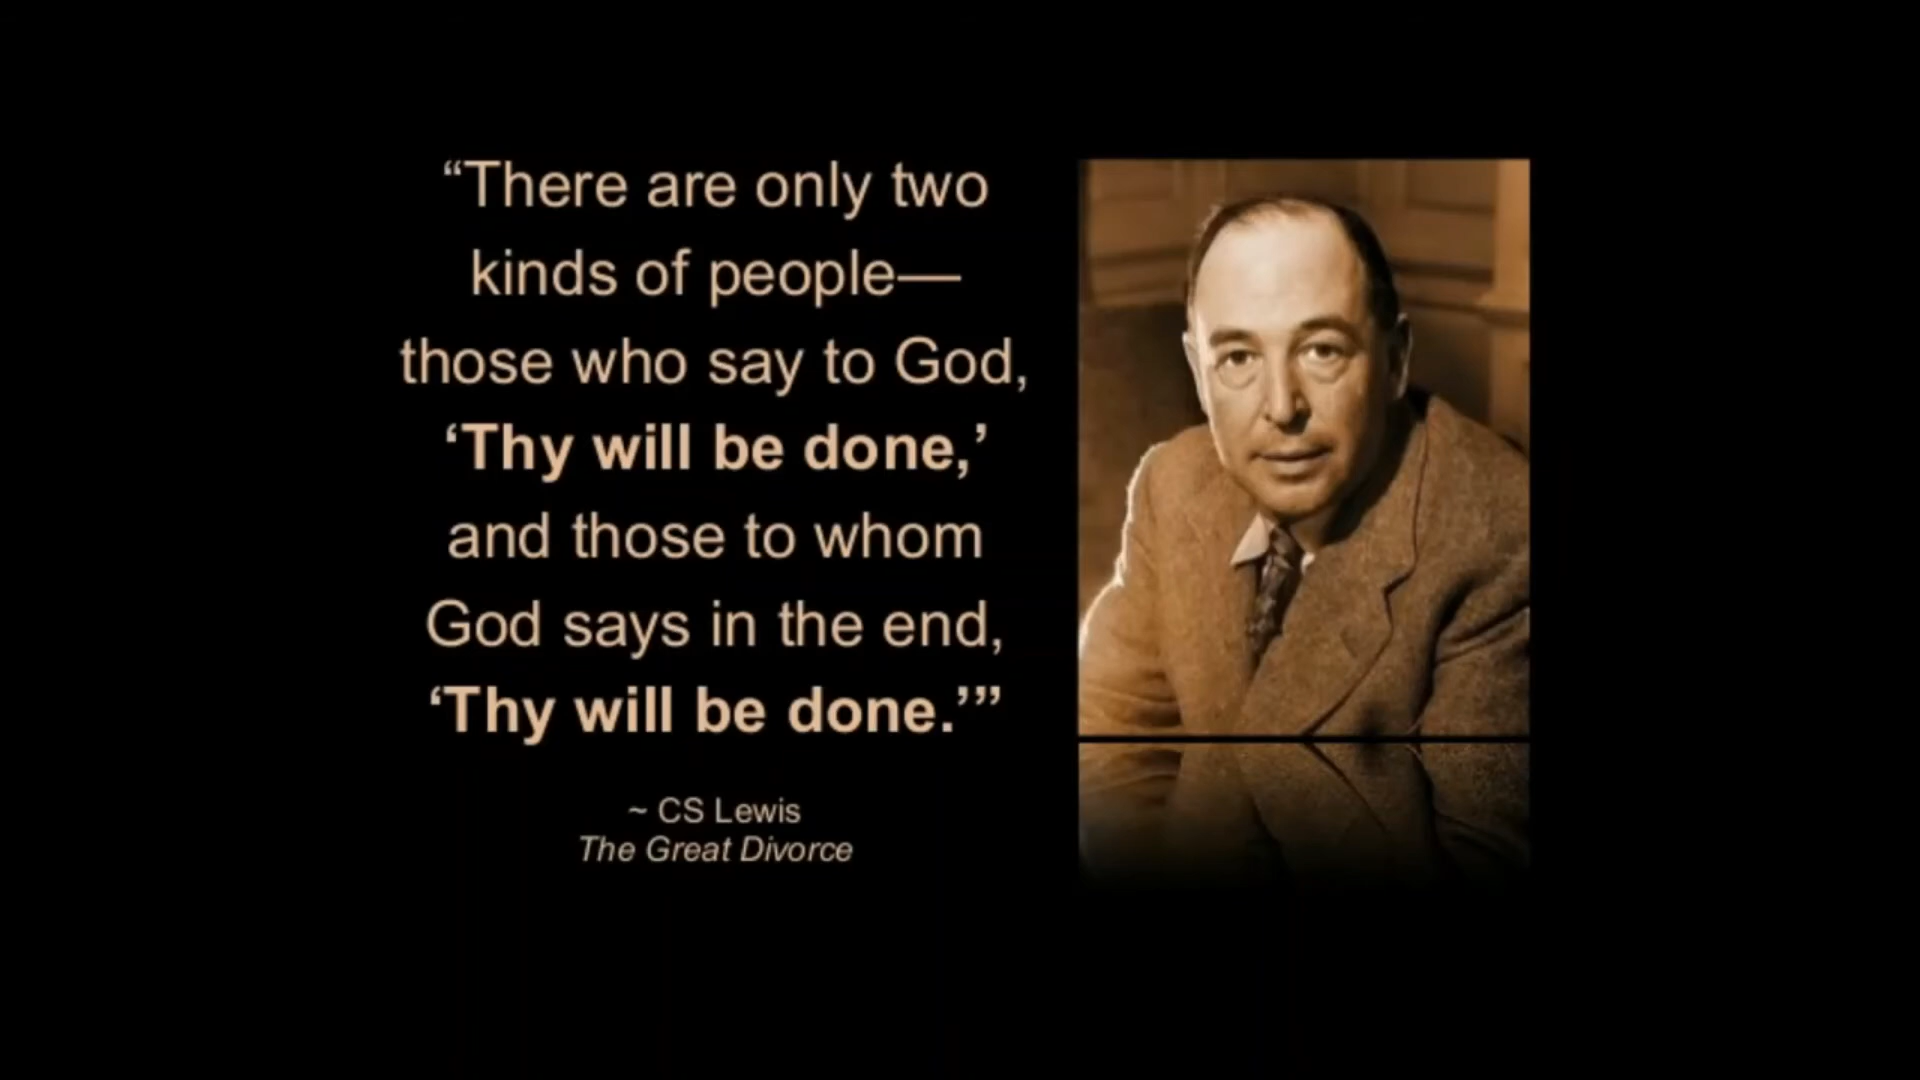 “There are only two
kinds of people—
those who say to God,
‘Thy will be done,’
and those to whom
God says in the end,
‘Thy will be done.’”
~ CS Lewis
The Great Divorce